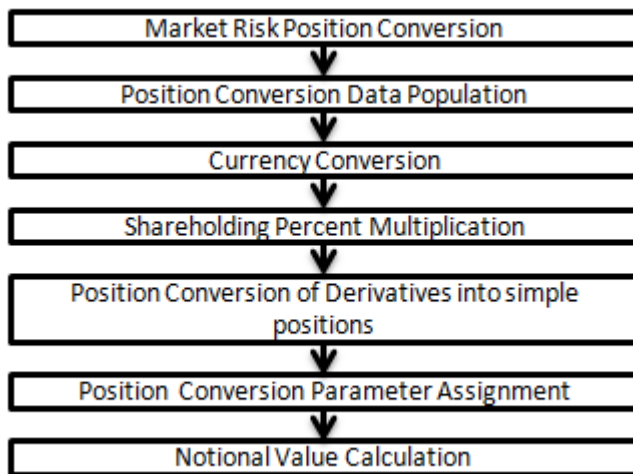 Market Risk Position Conversion
Position Conversion Data Population
Currency Conversion
Shareholding Percent Multiplication
Position Conversion of Derivatives into simple
positions
Position Conversion Parameter Assignment
Notional Value Calculation